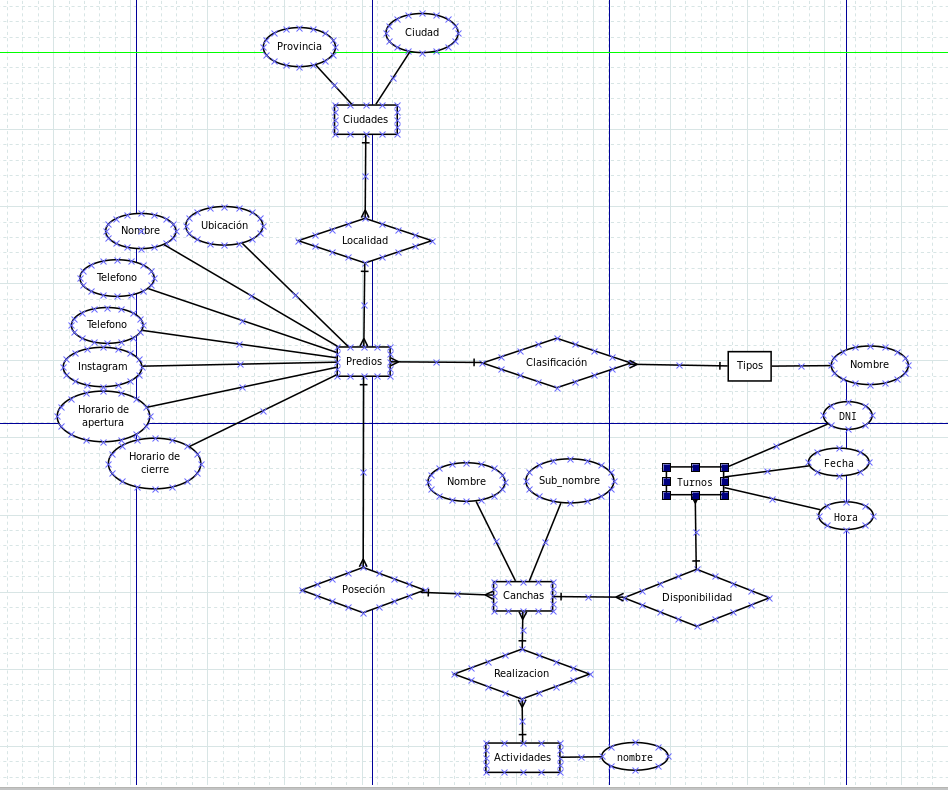 Provincia
Ciudad
Ciudades
Nombre
Ubicación
Localidad
Telefono
Telefono
Instagram
Horario de
apertura
Horario de
cierre
Predios
Clasificación
Tipos
Nombre
DNI
Fecha
Hora
Turnos
Nombre
Sub_nombre
Poseción
Canchas
Disponibilidad
Realizacion
Actividades
nombre